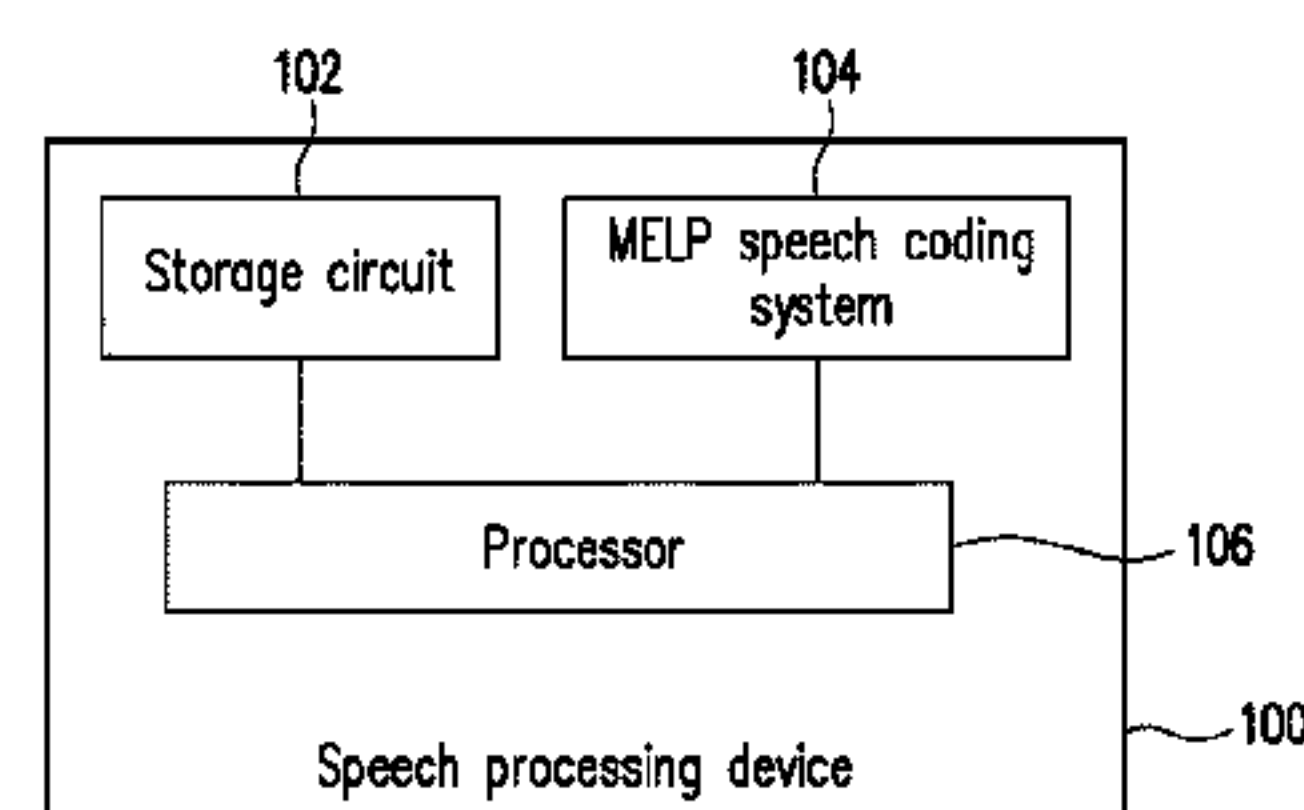 102
104
Storage circuit
MELP speech coding
system
Processor
106
100
Speech processing device